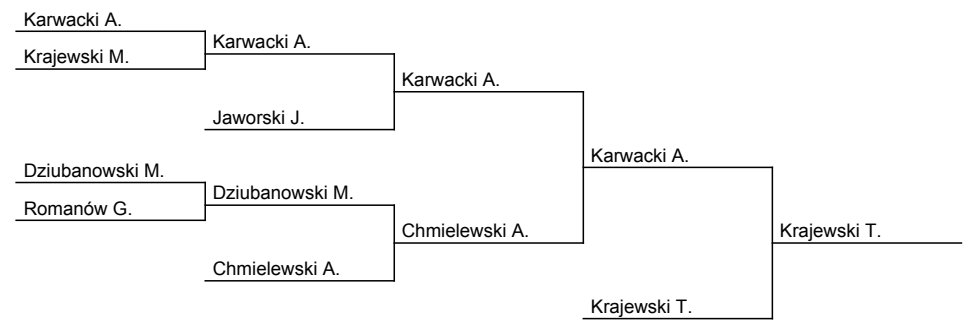 Karwacki A.
Krajewski M.
Karwacki A.
Jaworski J.
Karwacki A.
Dziubanowski M.
Romanów G.
Dziubanowski M.
Chmielewski A.
Chmielewski A.
Karwacki A.
Krajewski T.
Krajewski T.